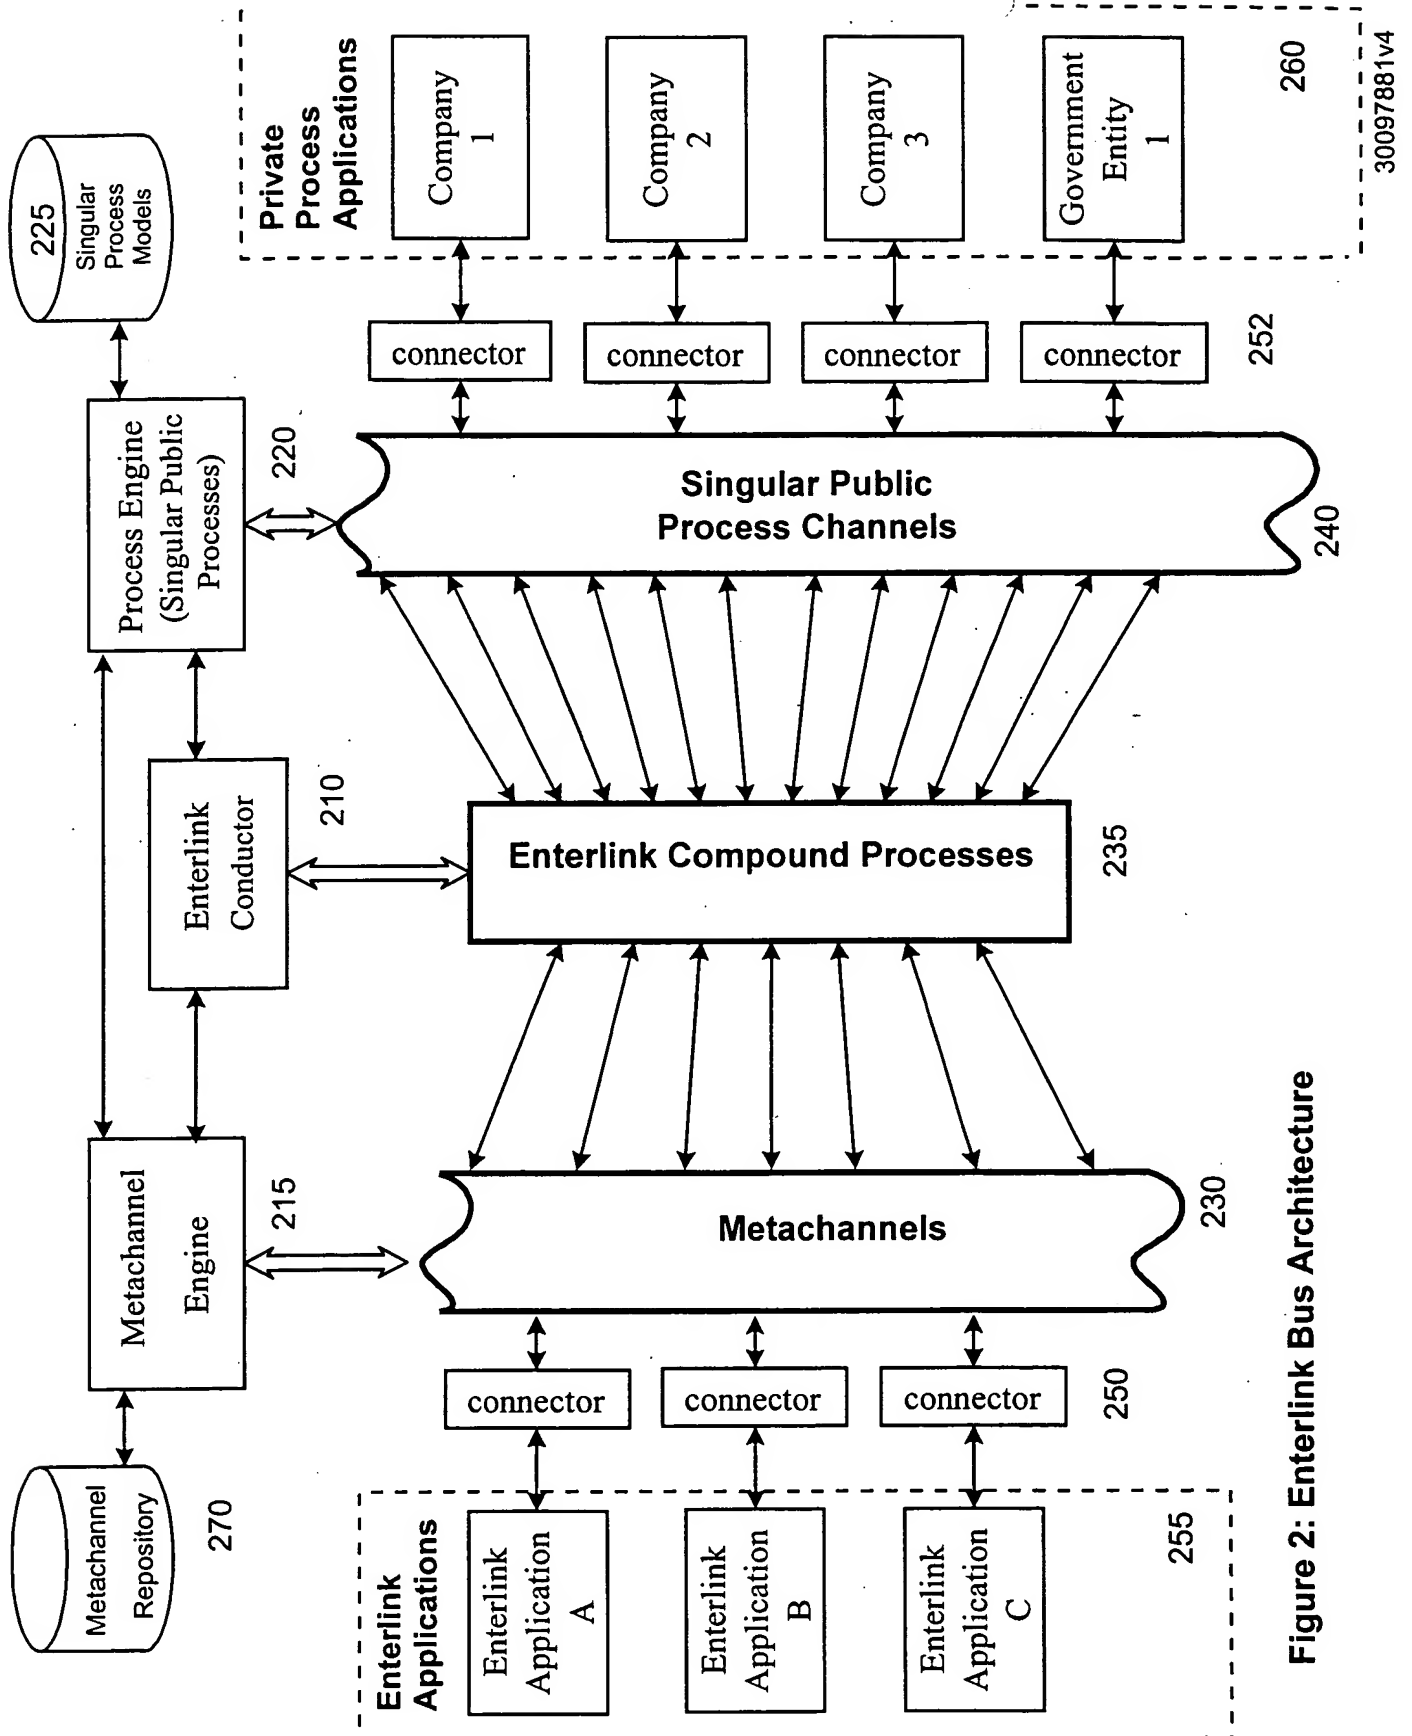 Metachannel
Repository
270
Metachannel
Engine
215
Enterlink
Conductor
210
Process Engine
(Singular Public
Processes)
220
225
Singular
Process
Models
Enterlink
Applications
Enterlink
Application
A
Enterlink
Application
B
Enterlink
Application
C
255
connector
connector
connector
250
Metachannels
230
Enterlink Compound Processes
235
Singular Public
Process Channels
240
connector
connector
connector
connector
252
Private
Process
Applications
Company
1
Company
2
Company
3
Government
Entity
1
260
Figure 2: Enterlink Bus Architecture
30097881v4